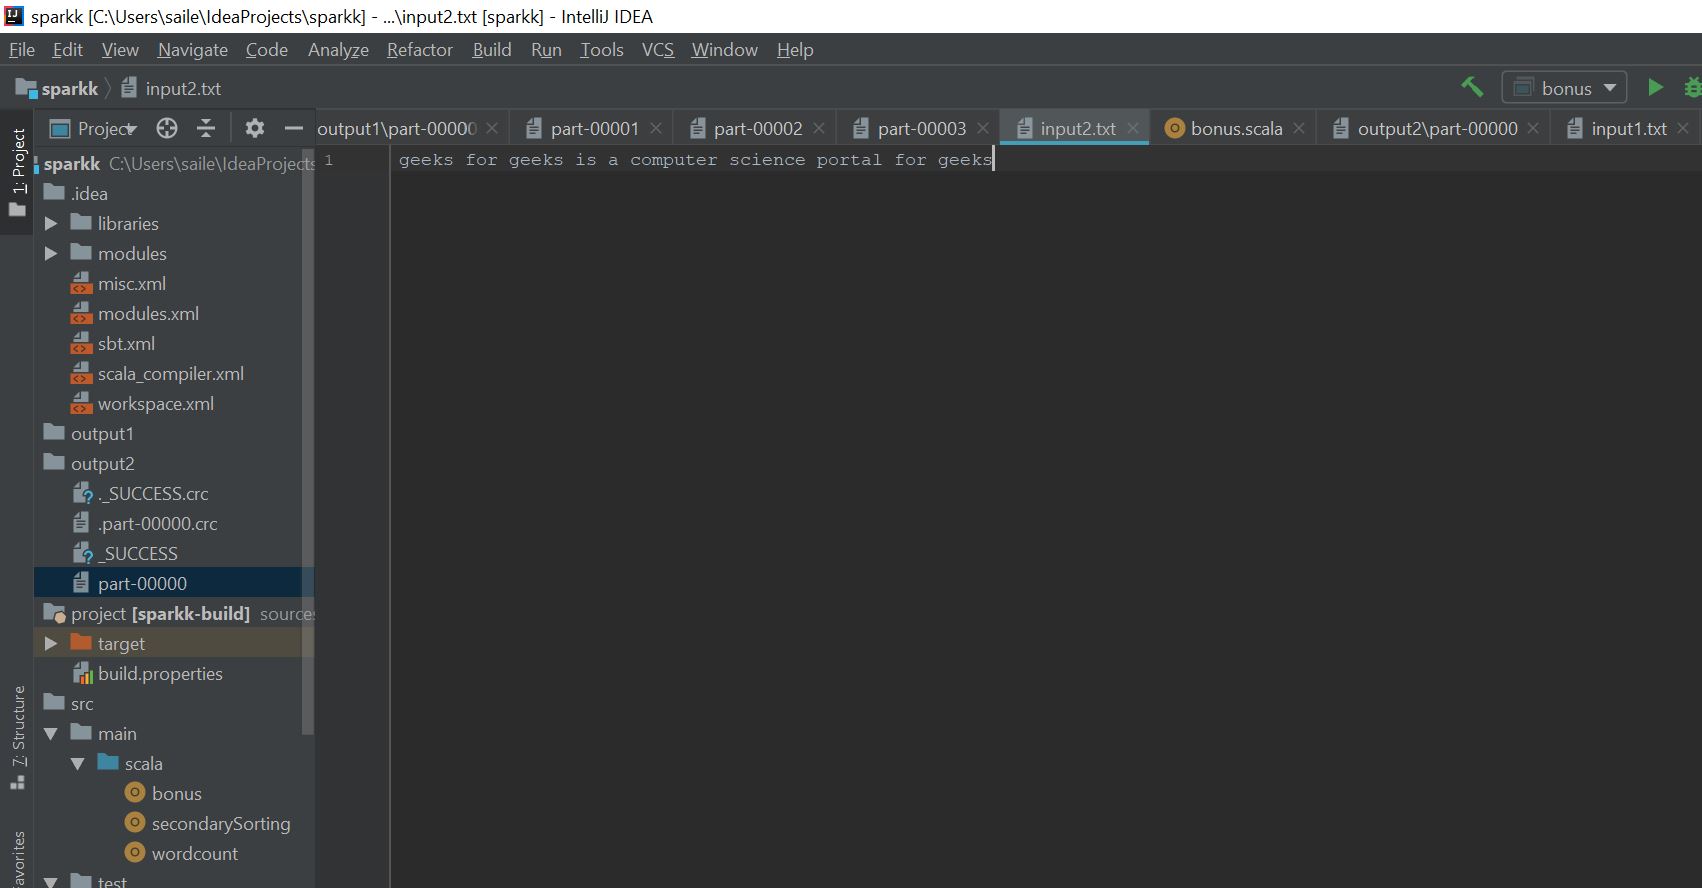 sparkk [C:\Users\saile\IdeaProjects\sparkk] - ...\input2.txt [sparkk] - IntelliJ IDEA
File Edit View Navigate Code Analyze Refactor Build Run Tools VCS Window Help
sparkk input2.txt bonus
Project output1\part-00000 part-00001 part-00002 part-00003 input2.txt bonus.scala output2\part-00000 input1.txt
1: Project
sparkk C:\Users\saile\IdeaProjects
1 geeks for geeks is a computer science portal for geeks
.idea
libraries
modules
misc.xml
modules.xml
sbt.xml
scala_compiler.xml
workspace.xml
output1
output2
._SUCCESS.crc
.part-00000.crc
_SUCCESS
part-00000
project [sparkk-build] sources
target
build.properties
src
7: Structure
main
scala
bonus
secondarySorting
wordcount
avorites
test